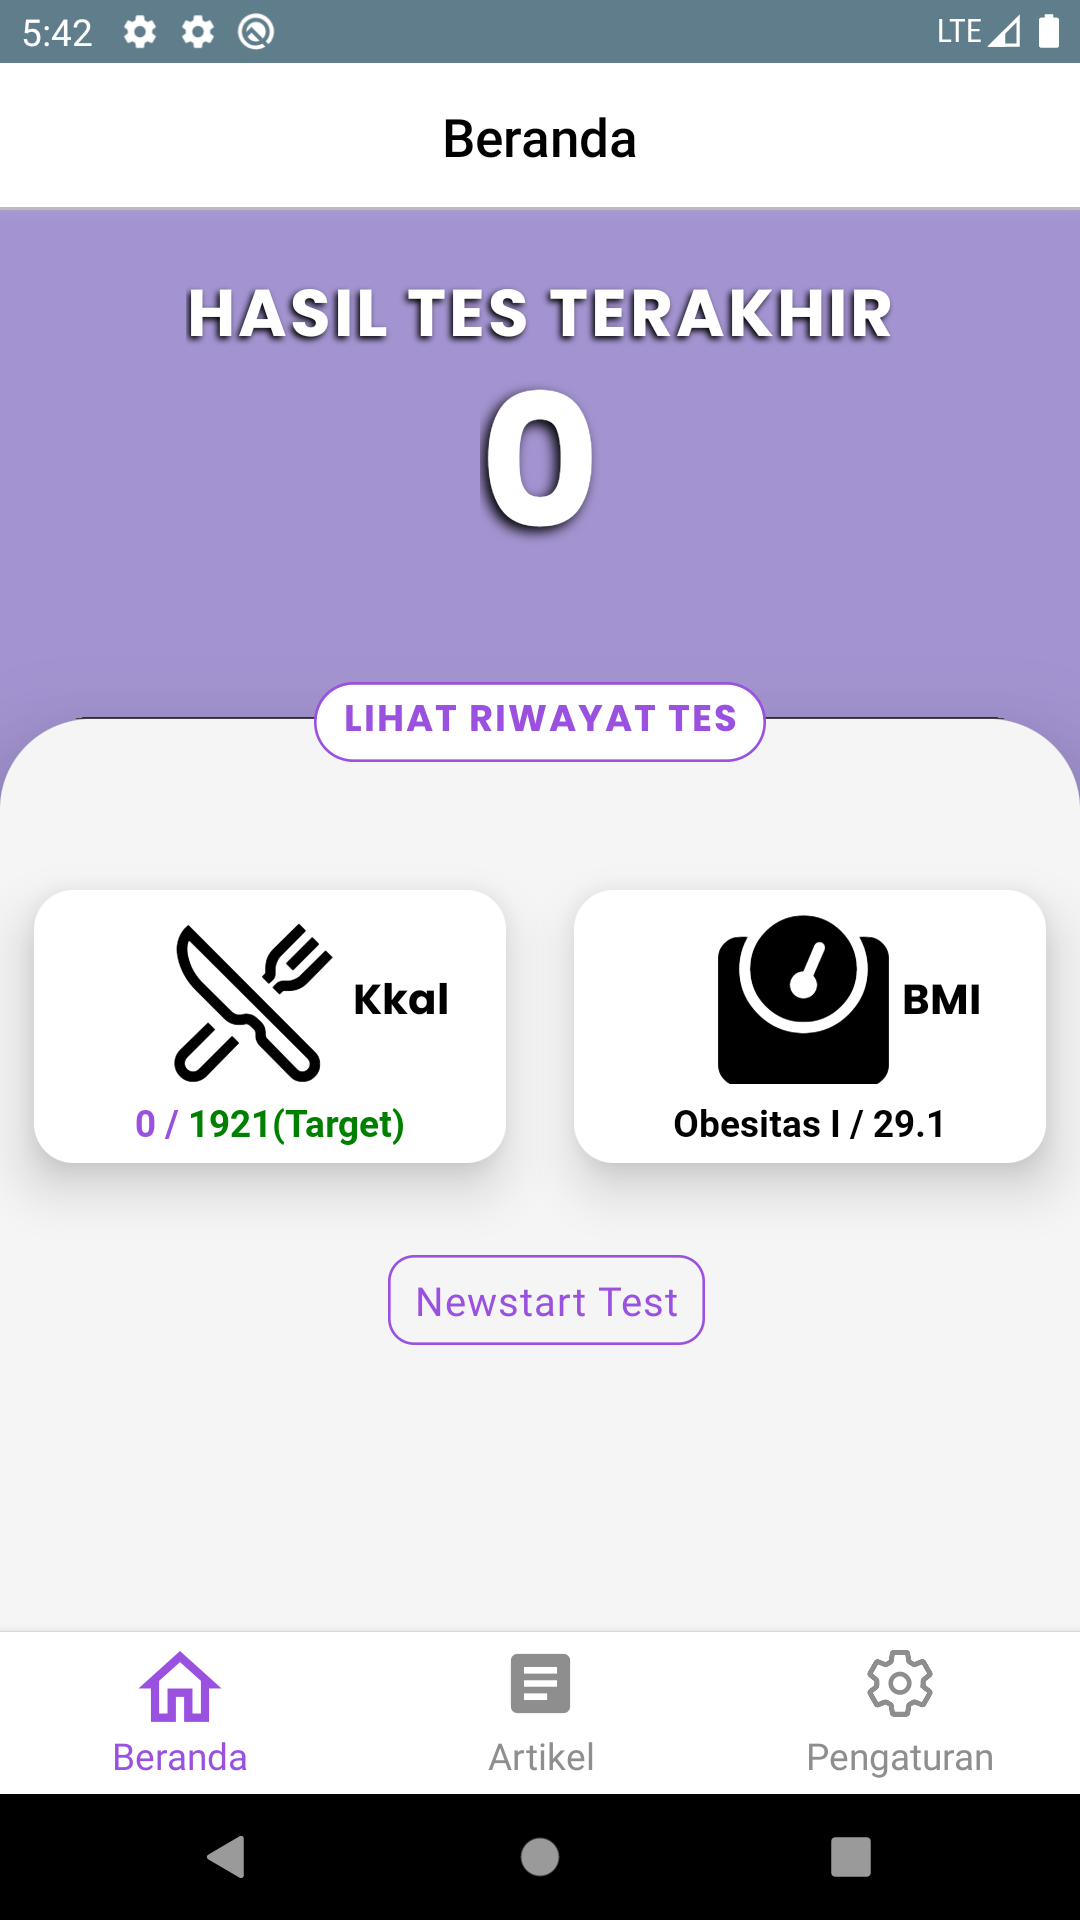 5:42 LTE
Beranda
HASIL TES TERAKHIR
0
LIHAT RIWAYAT TES
Kkal
0 / 1921(Target)
BMI
Obesitas I / 29.1
Newstart Test
Beranda Artikel Pengaturan